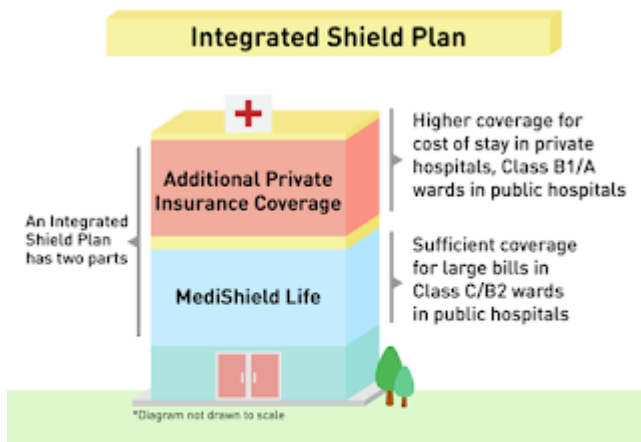 Integrated Shield Plan
Additional Private
Insurance Coverage
Higher coverage for
cost of stay in private
hospitals, Class B1/A
wards in public hospitals
An Integrated
Shield Plan
has two parts
MediShield Life
Sufficient coverage
for large bills in
Class C/B2 wards
in public hospitals
*Diagram not drawn to scale